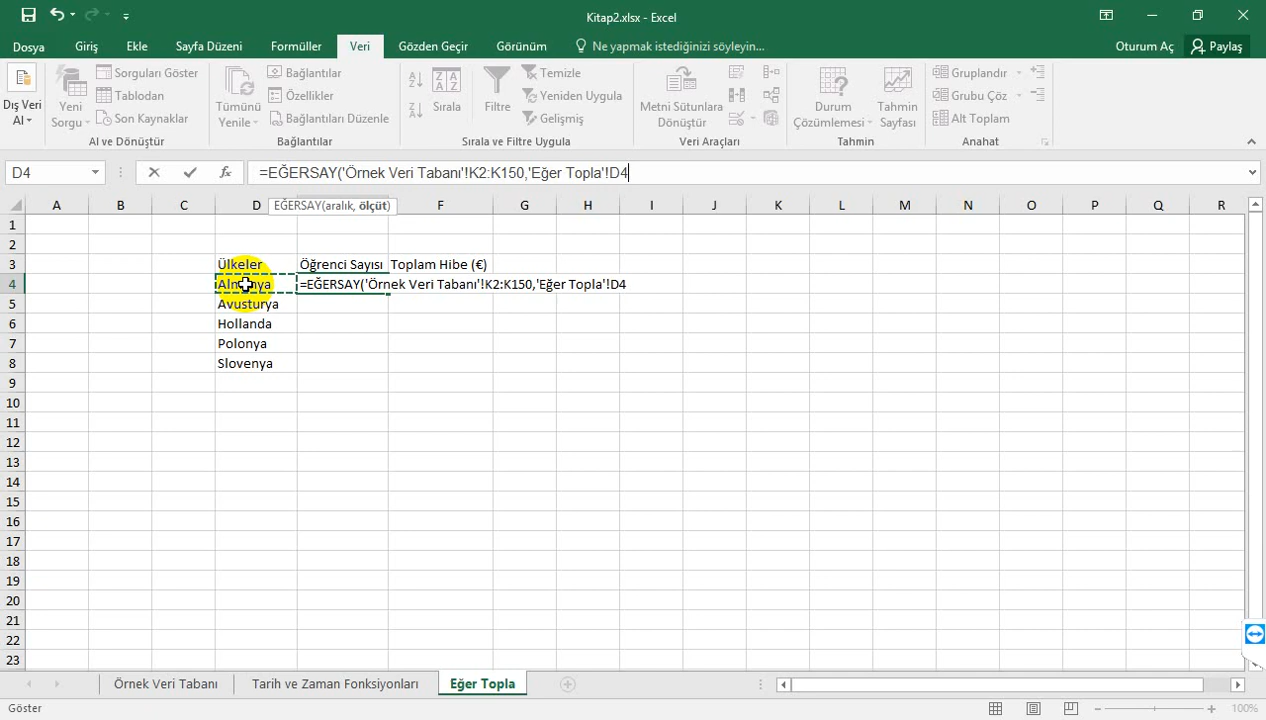 Kitap2.xlsx - Excel
Dosya Giriş Ekle Sayfa Düzeni Formüller Veri Gözden Geçir Görünüm Ne yapmak istediğinizi söyleyin... Oturum Aç Paylaş
Dış Veri Al
Yeni Sorgu
Sorguları Göster
Tablodan
Son Kaynaklar
Al ve Dönüştür
Tümünü Yenile
Bağlantılar
Özellikler
Bağlantıları Düzenle
Bağlantılar
Sırala
Filtre
Temizle
Yeniden Uygula
Gelişmiş
Sırala ve Filtre Uygula
Metni Sütunlara Dönüştür
Veri Araçları
Durum Çözümlemesi
Tahmin Sayfası
Tahmin
Gruplandır
Grubu Çöz
Alt Toplam
Anahat
D4 fx =EĞERSAY('Örnek Veri Tabanı'!K2:K150,'Eğer Topla'!D4
EĞERSAY(aralık, ölçüt)
A B C D F G H I J K L M N O P Q R
1
2
3 Ülkeler Öğrenci Sayısı Toplam Hibe (€)
4 Almanya =EĞERSAY('Örnek Veri Tabanı'!K2:K150,'Eğer Topla'!D4
5 Avusturya
6 Hollanda
7 Polonya
8 Slovenya
9
10
11
12
13
14
15
16
17
18
19
20
21
22
23
Örnek Veri Tabanı Tarih ve Zaman Fonksiyonları Eğer Topla
Göster 100%